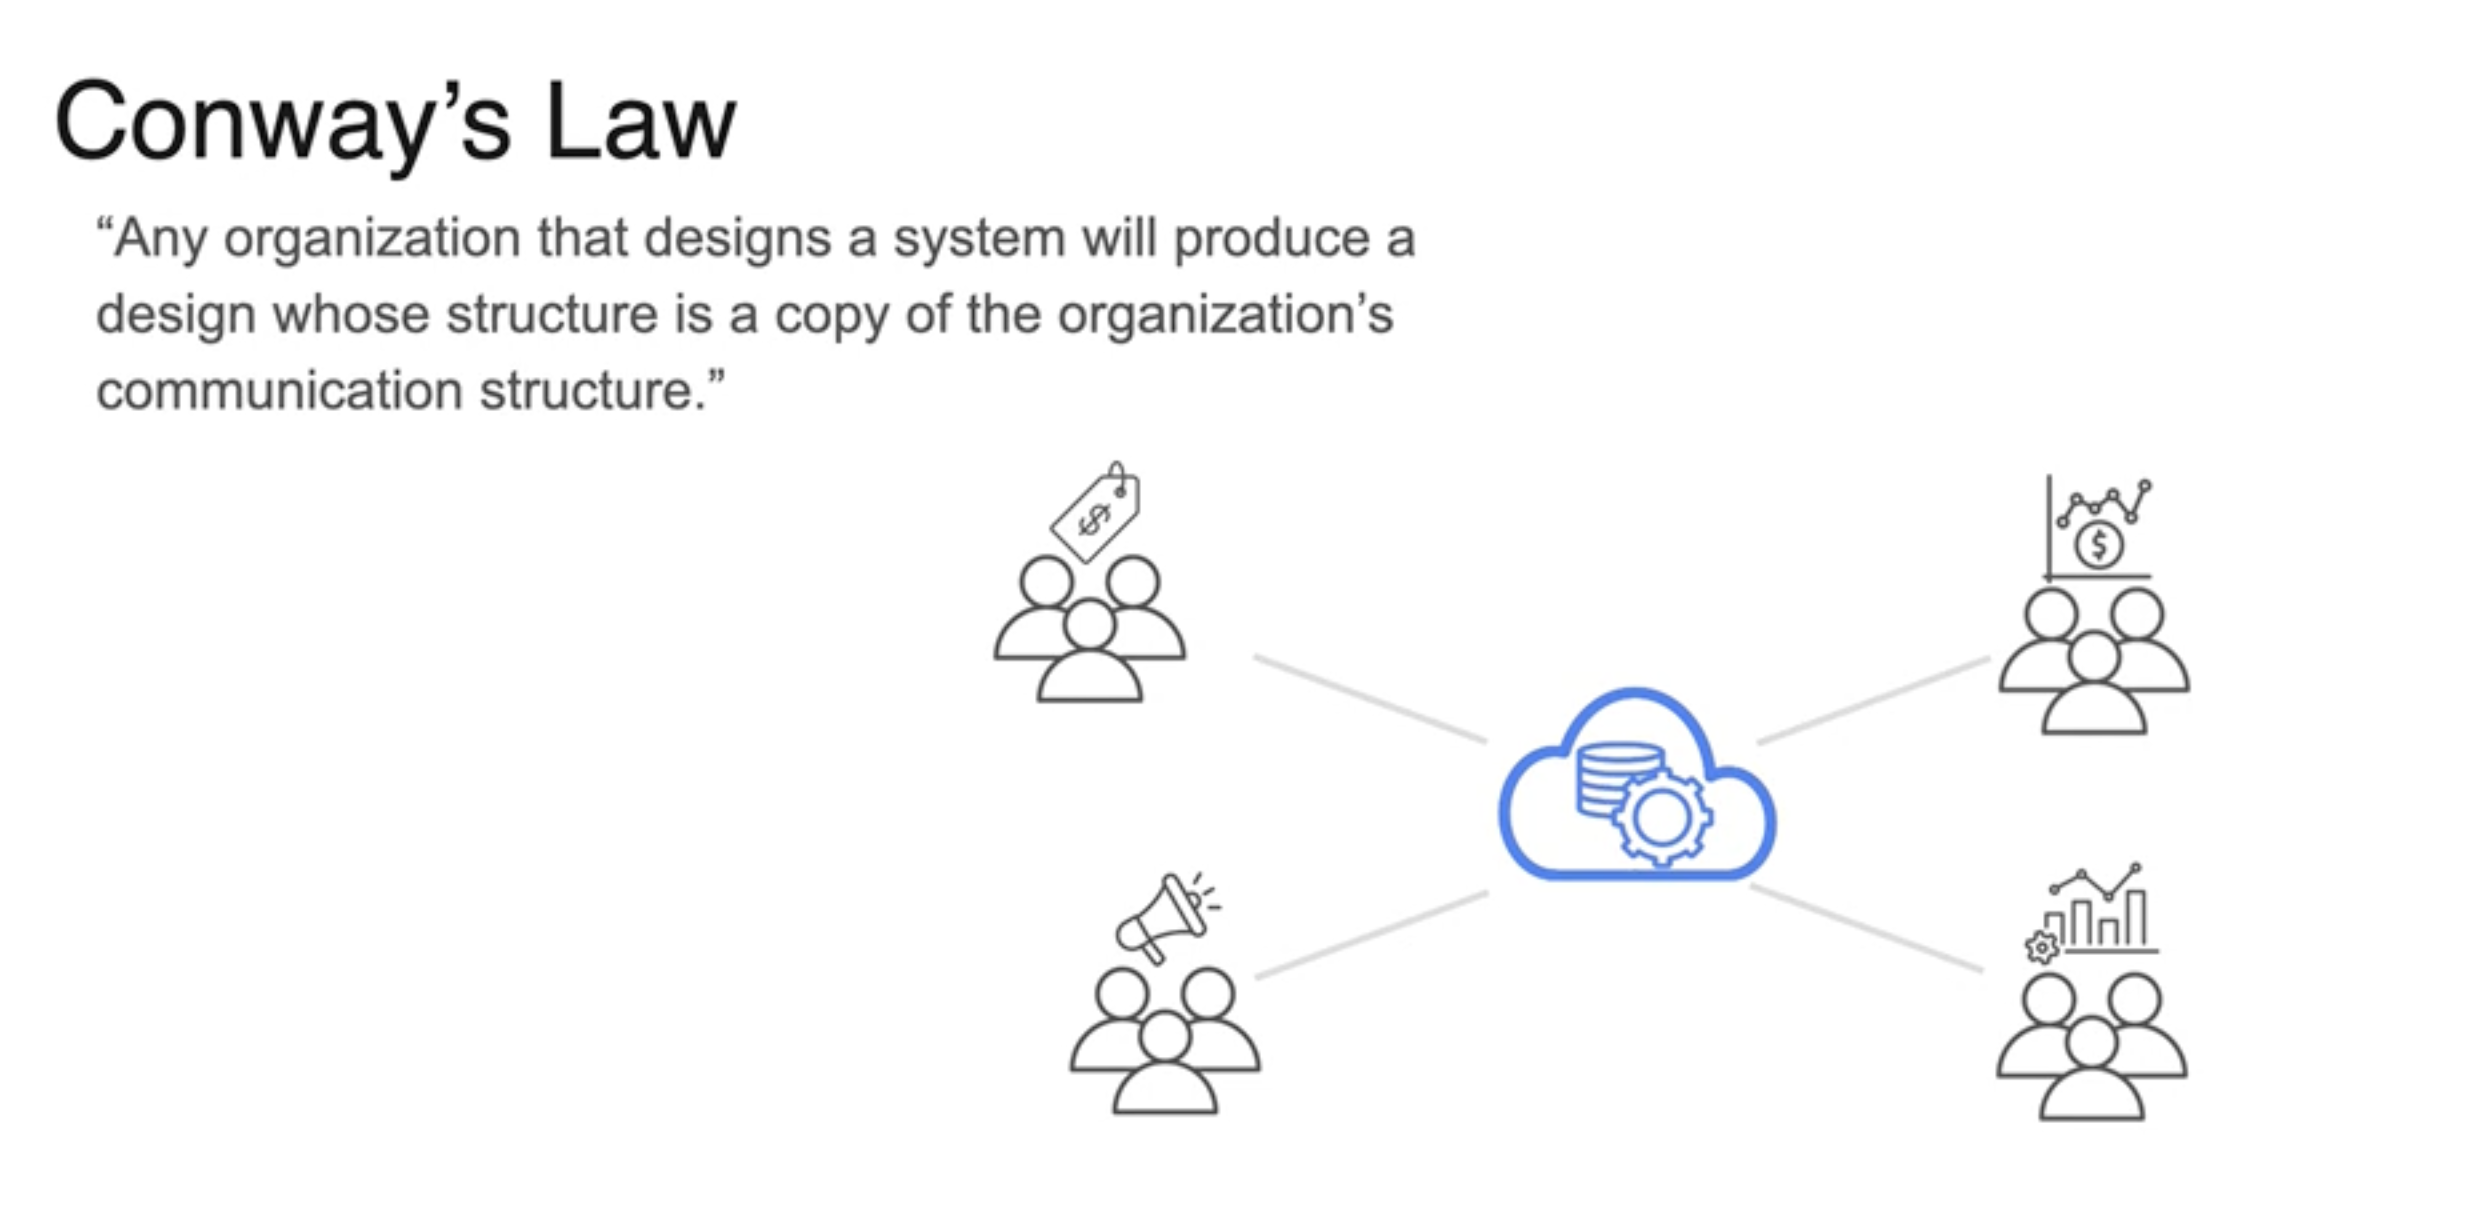 Conway’s Law
“Any organization that designs a system will produce a
design whose structure is a copy of the organization’s
communication structure.”
$
$